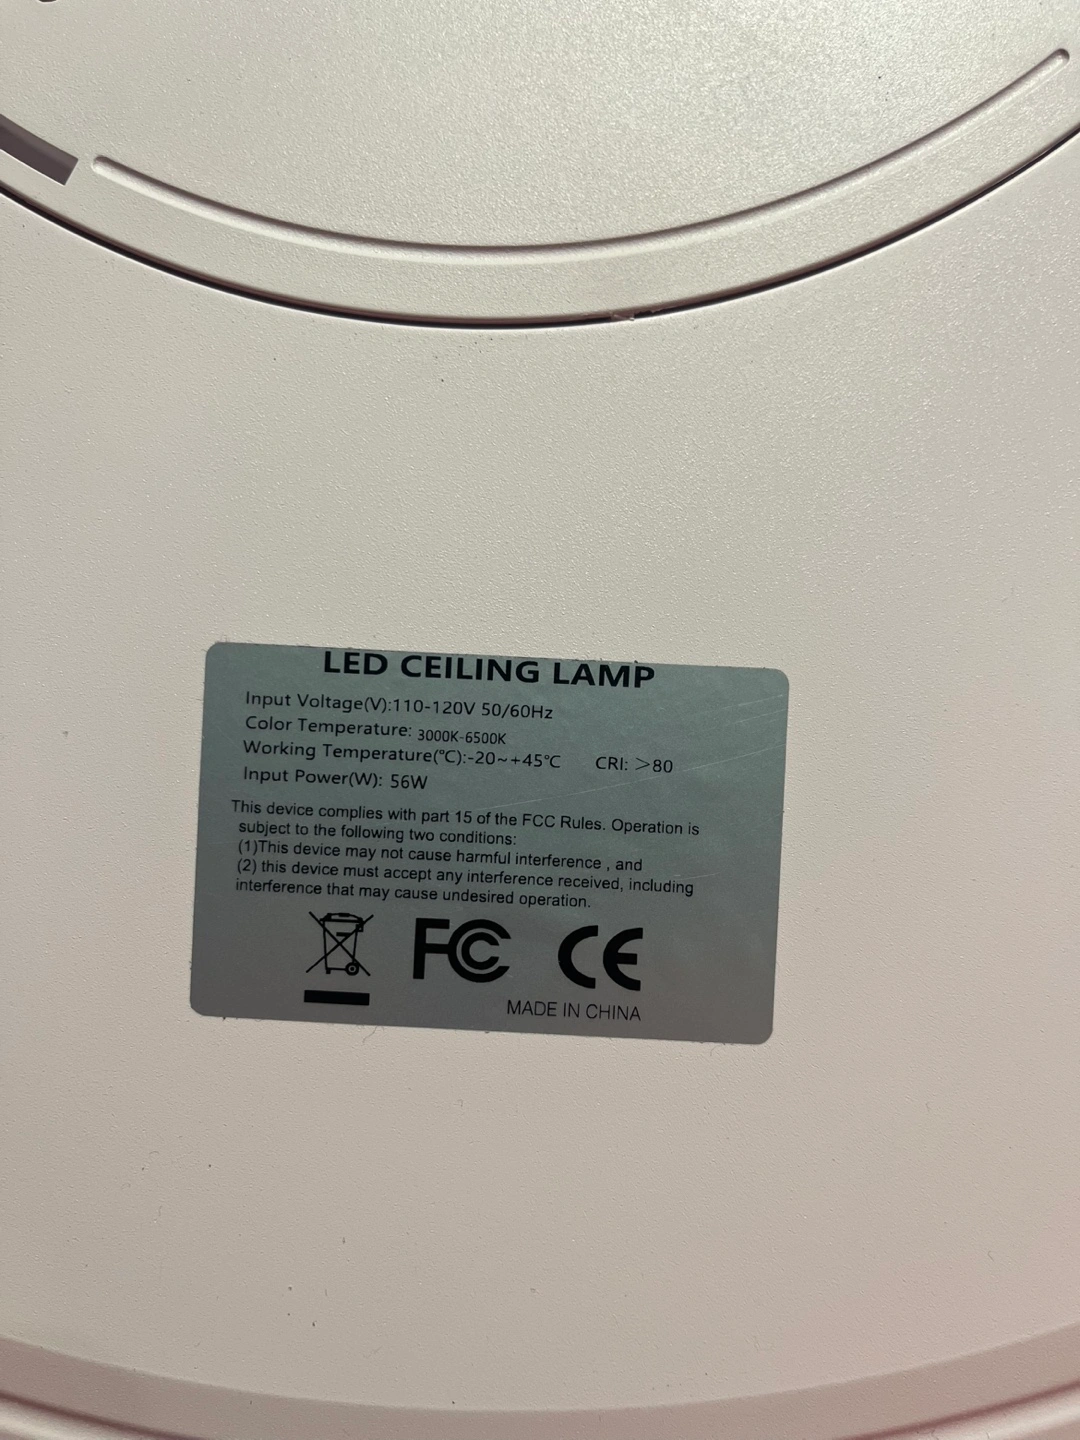 LED CEILING LAMP
Input Voltage(V):110-120V 50/60Hz
Color Temperature: 3000K-6500K
Working Temperature(℃):-20~+45℃ CRI: >80
Input Power(W): 56W
This device complies with part 15 of the FCC Rules. Operation is
subject to the following two conditions:
(1)This device may not cause harmful interference , and
(2) this device must accept any interference received, including
interference that may cause undesired operation.
FC CE
MADE IN CHINA